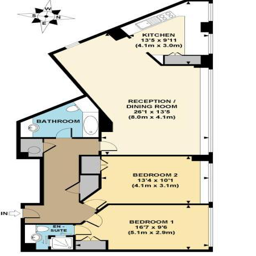 S
N
KITCHEN
13'5 x 9'11
(4.1m x 3.0m)
RECEPTION /
DINING ROOM
26'1 x 13'5
(8.0m x 4.1m)
BATHROOM
BEDROOM 2
13'4 x 10'1
(4.1m x 3.1m)
IN
EN -
SUITE
BEDROOM 1
16'7 x 9'6
(5.1m x 2.9m)